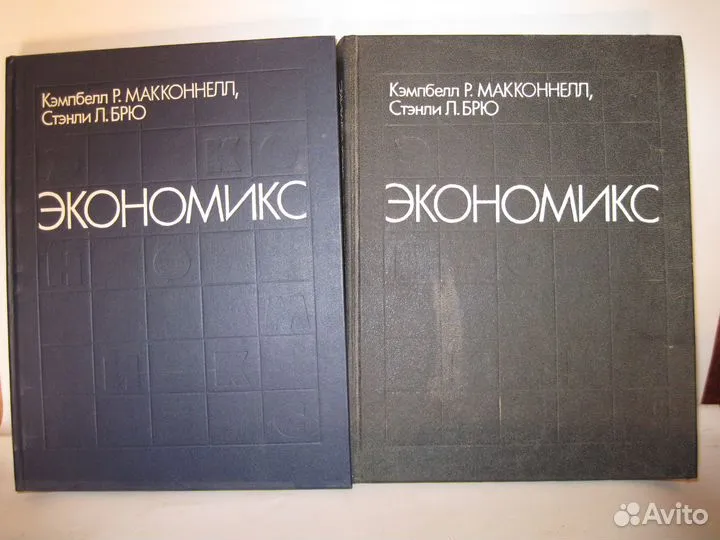 Кэмпбелл Р. МАККОННЕЛЛ,
Стэнли Л. БРЮ
ЭКОНОМИКС
Кэмпбелл Р. МАККОННЕЛЛ,
Стэнли Л. БРЮ
ЭКОНОМИКС
Avito